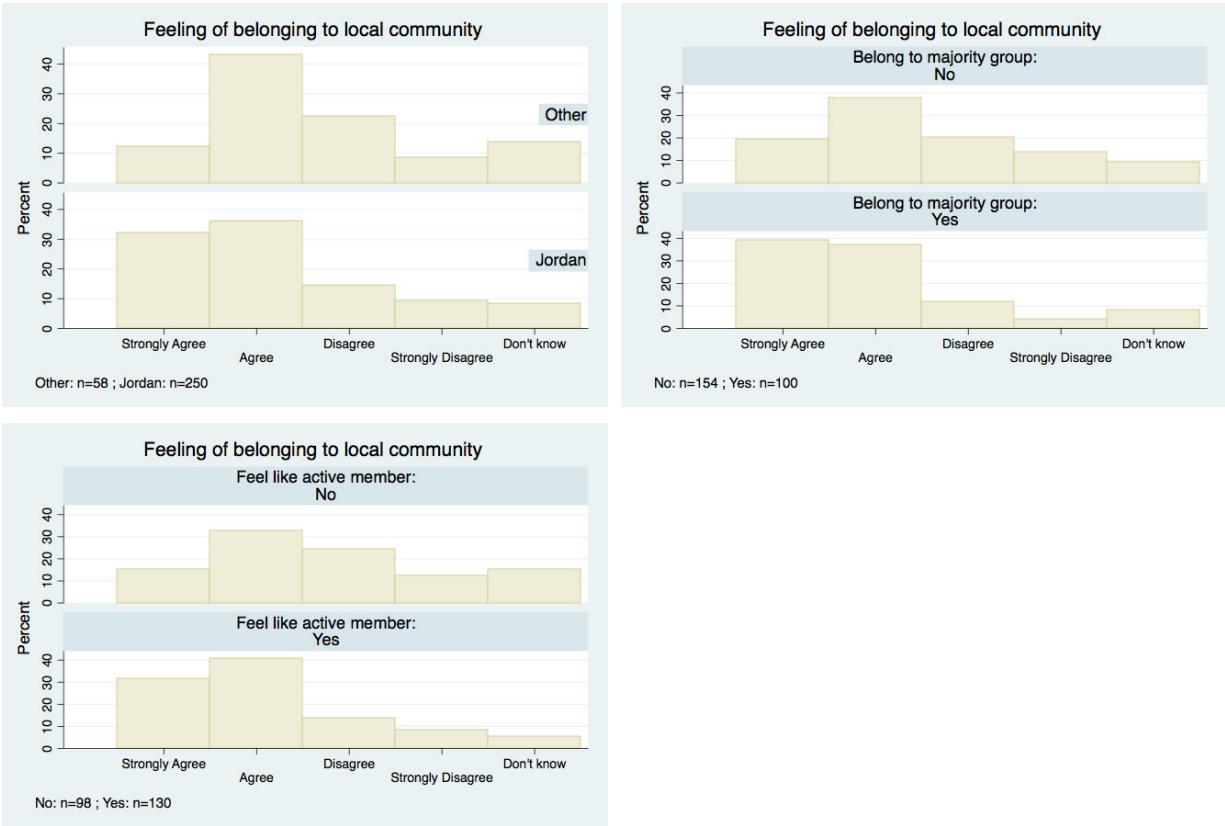 Feeling of belonging to local community
Percent
40
30
20
10
0
Other
40
30
20
10
0
Jordan
Strongly Agree
Agree
Disagree
Strongly Disagree
Don't know
Other: n=58 ; Jordan: n=250
Feeling of belonging to local community
Percent
Belong to majority group:
No
40
30
20
10
0
Belong to majority group:
Yes
40
30
20
10
0
Strongly Agree
Agree
Disagree
Strongly Disagree
Don't know
No: n=154 ; Yes: n=100
Feeling of belonging to local community
Percent
Feel like active member:
No
40
30
20
10
0
Feel like active member:
Yes
40
30
20
10
0
Strongly Agree
Agree
Disagree
Strongly Disagree
Don't know
No: n=98 ; Yes: n=130